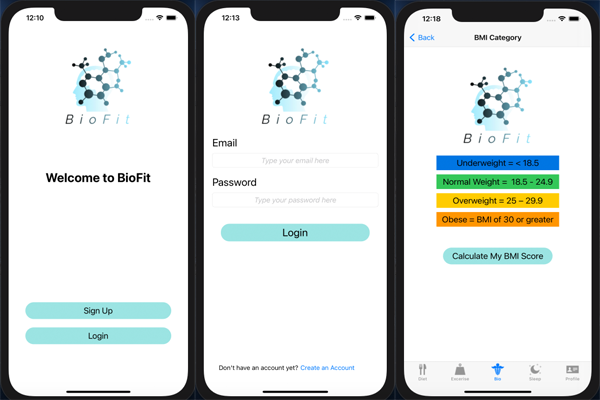 12:10
BioFit
Welcome to BioFit
Sign Up
Login
12:13
BioFit
Email
Type your email here
Password
Type your password here
Login
Don't have an account yet? Create an Account
12:18
Back
BMI Category
BioFit
Underweight = < 18.5
Normal Weight = 18.5 - 24.9
Overweight = 25 – 29.9
Obese = BMI of 30 or greater
Calculate My BMI Score
Diet
Excerise
Bio
Sleep
Profile